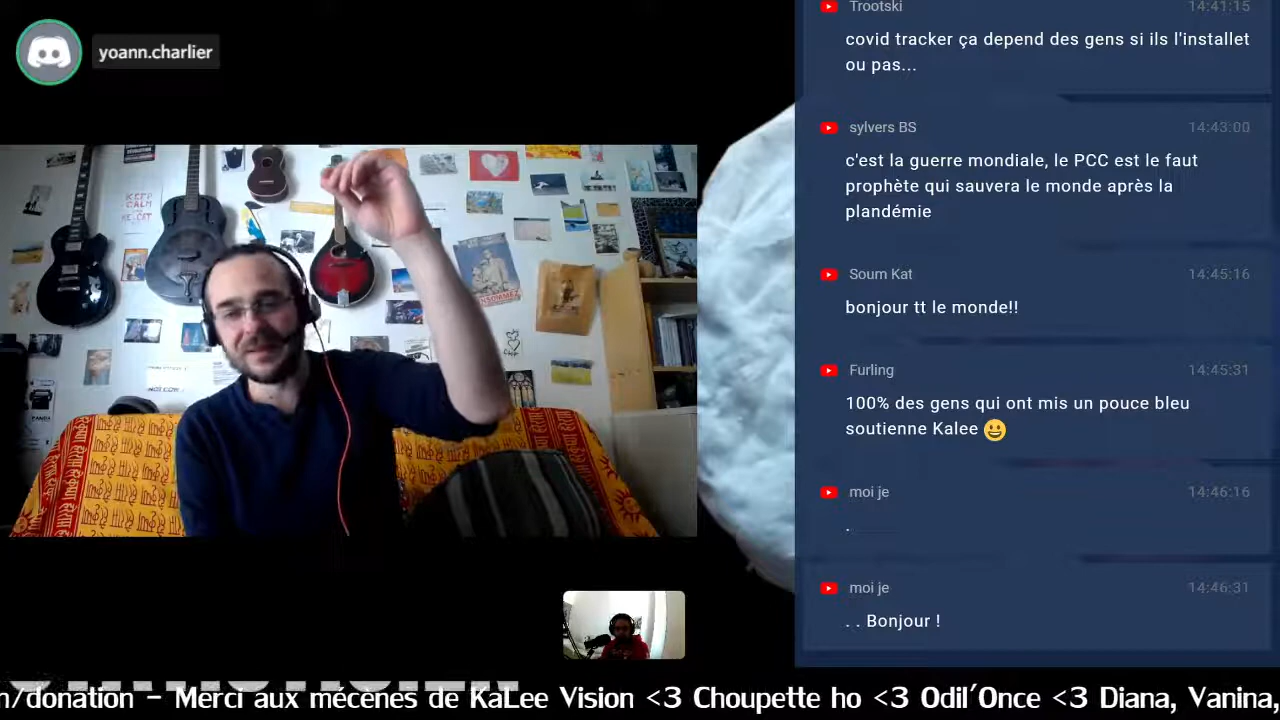 yoann.charlier
KEEP
CALM
Trootski 14:41:15
covid tracker ça depend des gens si ils l'installet
ou pas...
sylvers BS 14:43:00
c'est la guerre mondiale, le PCC est le faut
prophète qui sauvera le monde après la
plandémie
Soum Kat 14:45:16
bonjour tt le monde!!
Furling 14:45:31
100% des gens qui ont mis un pouce bleu
soutienne Kalee 😀
moi je 14:46:16
.
moi je 14:46:31
. . Bonjour !
n/donation – Merci aux mécènes de KaLee Vision <3 Choupette ho <3 Odil'Once <3 Diana, Vanina,